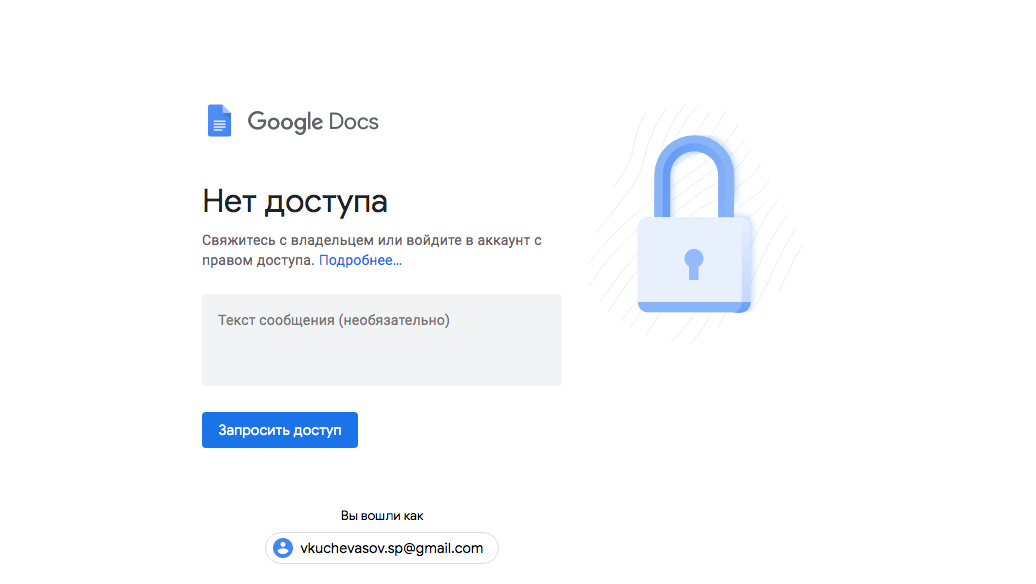 Google Docs
Нет доступа
Свяжитесь с владельцем или войдите в аккаунт с
правом доступа. Подробнее…
Текст сообщения (необязательно)
Запросить доступ
Вы вошли как
vkuchevasov.sp@gmail.com